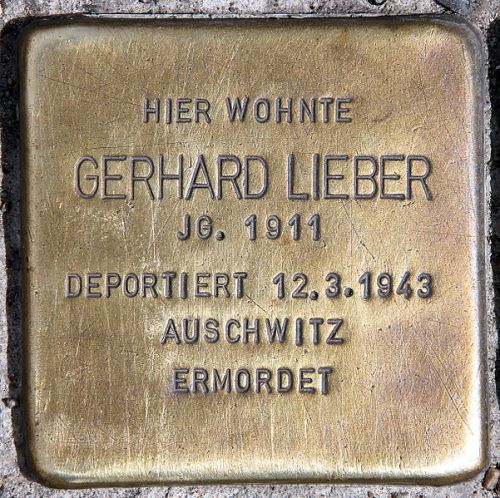 HIER WOHNTE
GERHARD LIEBER
JG. 1911
DEPORTIERT 12.3.1943
AUSCHWITZ
ERMORDET